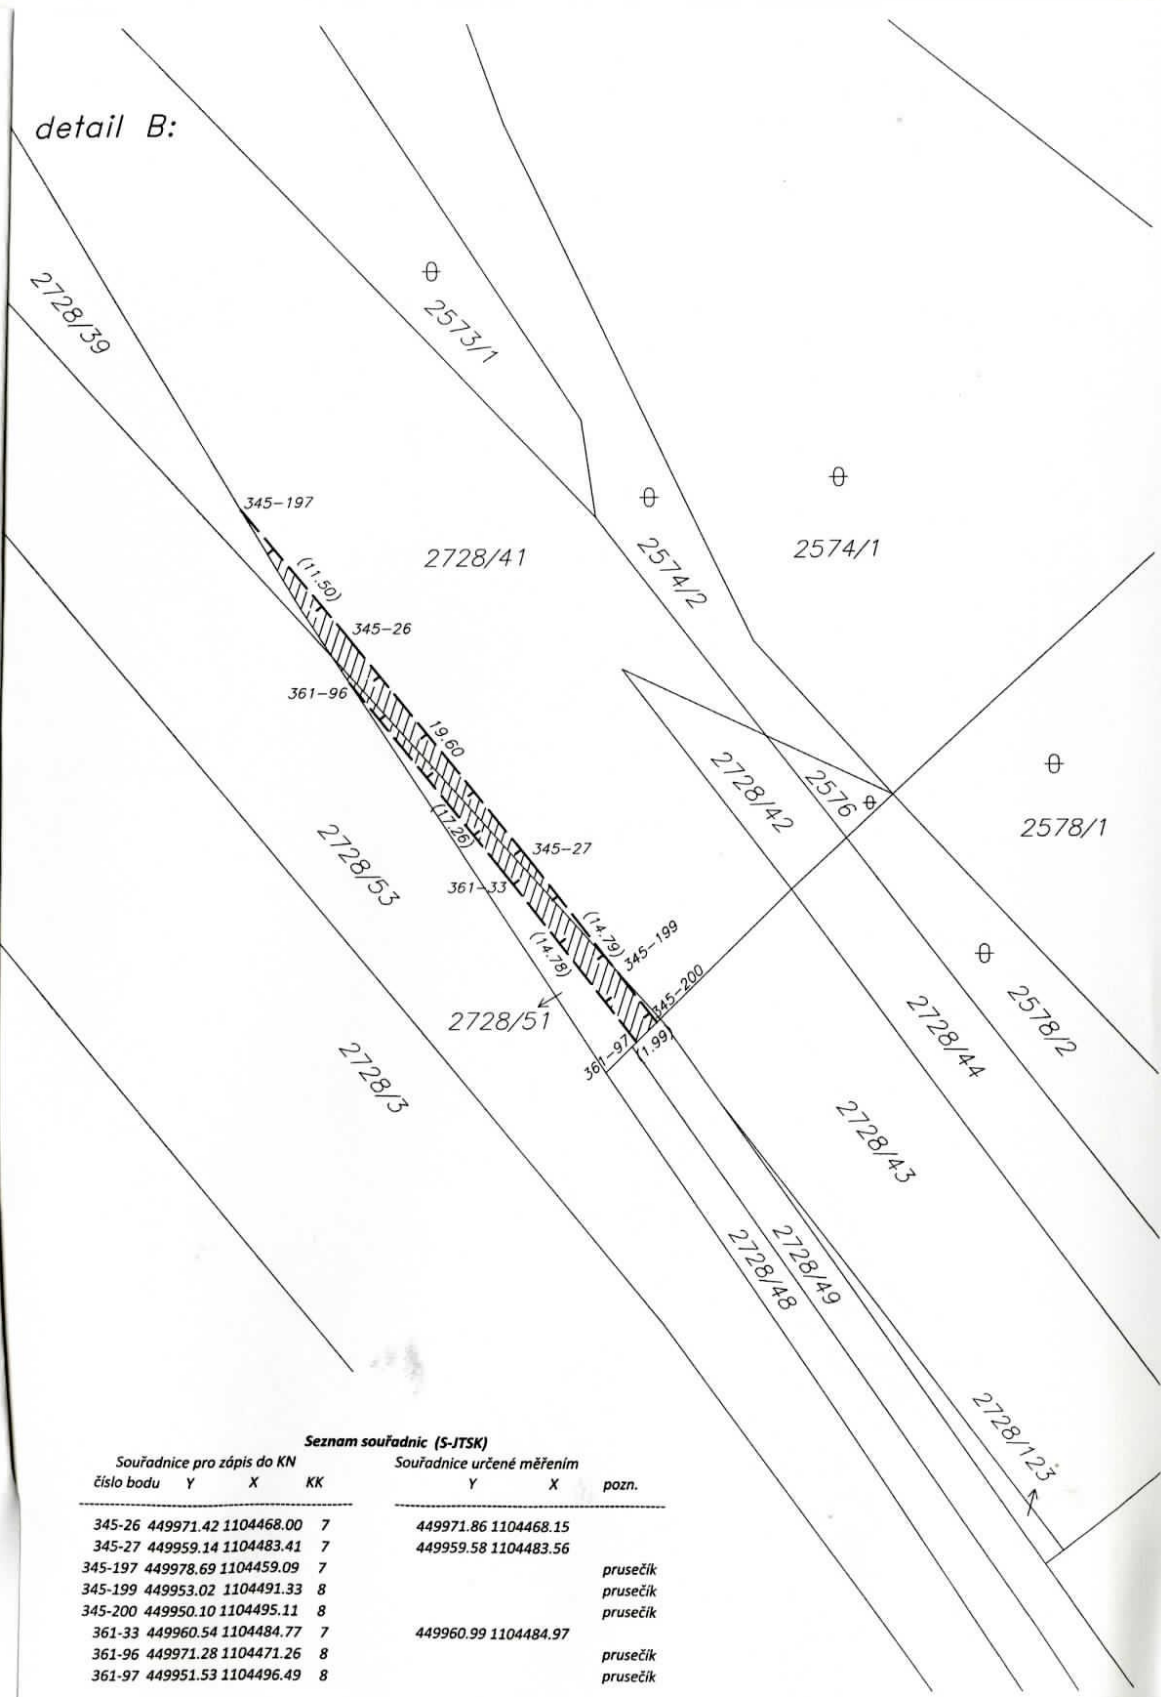 detail B:
2728/39
2573/1
345-197
2728/41
2574/2
2574/1
(11.50)
345-26
361-96
19.60
2728/42
2576
2578/1
2728/53
(17.26)
345-27
361-33
(14.79)
345-199
(14.78)
345-200
2728/51
361-97
(1.99)
2728/3
2728/44
2578/2
2728/43
2728/48
2728/49
2728/123
Seznam souřadnic (S-JTSK)
Souřadnice pro zápis do KN Souřadnice určené měřením
číslo bodu Y X KK Y X pozn.
345-26 449971.42 1104468.00 7 449971.86 1104468.15
345-27 449959.14 1104483.41 7 449959.58 1104483.56
345-197 449978.69 1104459.09 7 prusečík
345-199 449953.02 1104491.33 8 prusečík
345-200 449950.10 1104495.11 8 prusečík
361-33 449960.54 1104484.77 7 449960.99 1104484.97
361-96 449971.28 1104471.26 8 prusečík
361-97 449951.53 1104496.49 8 prusečík